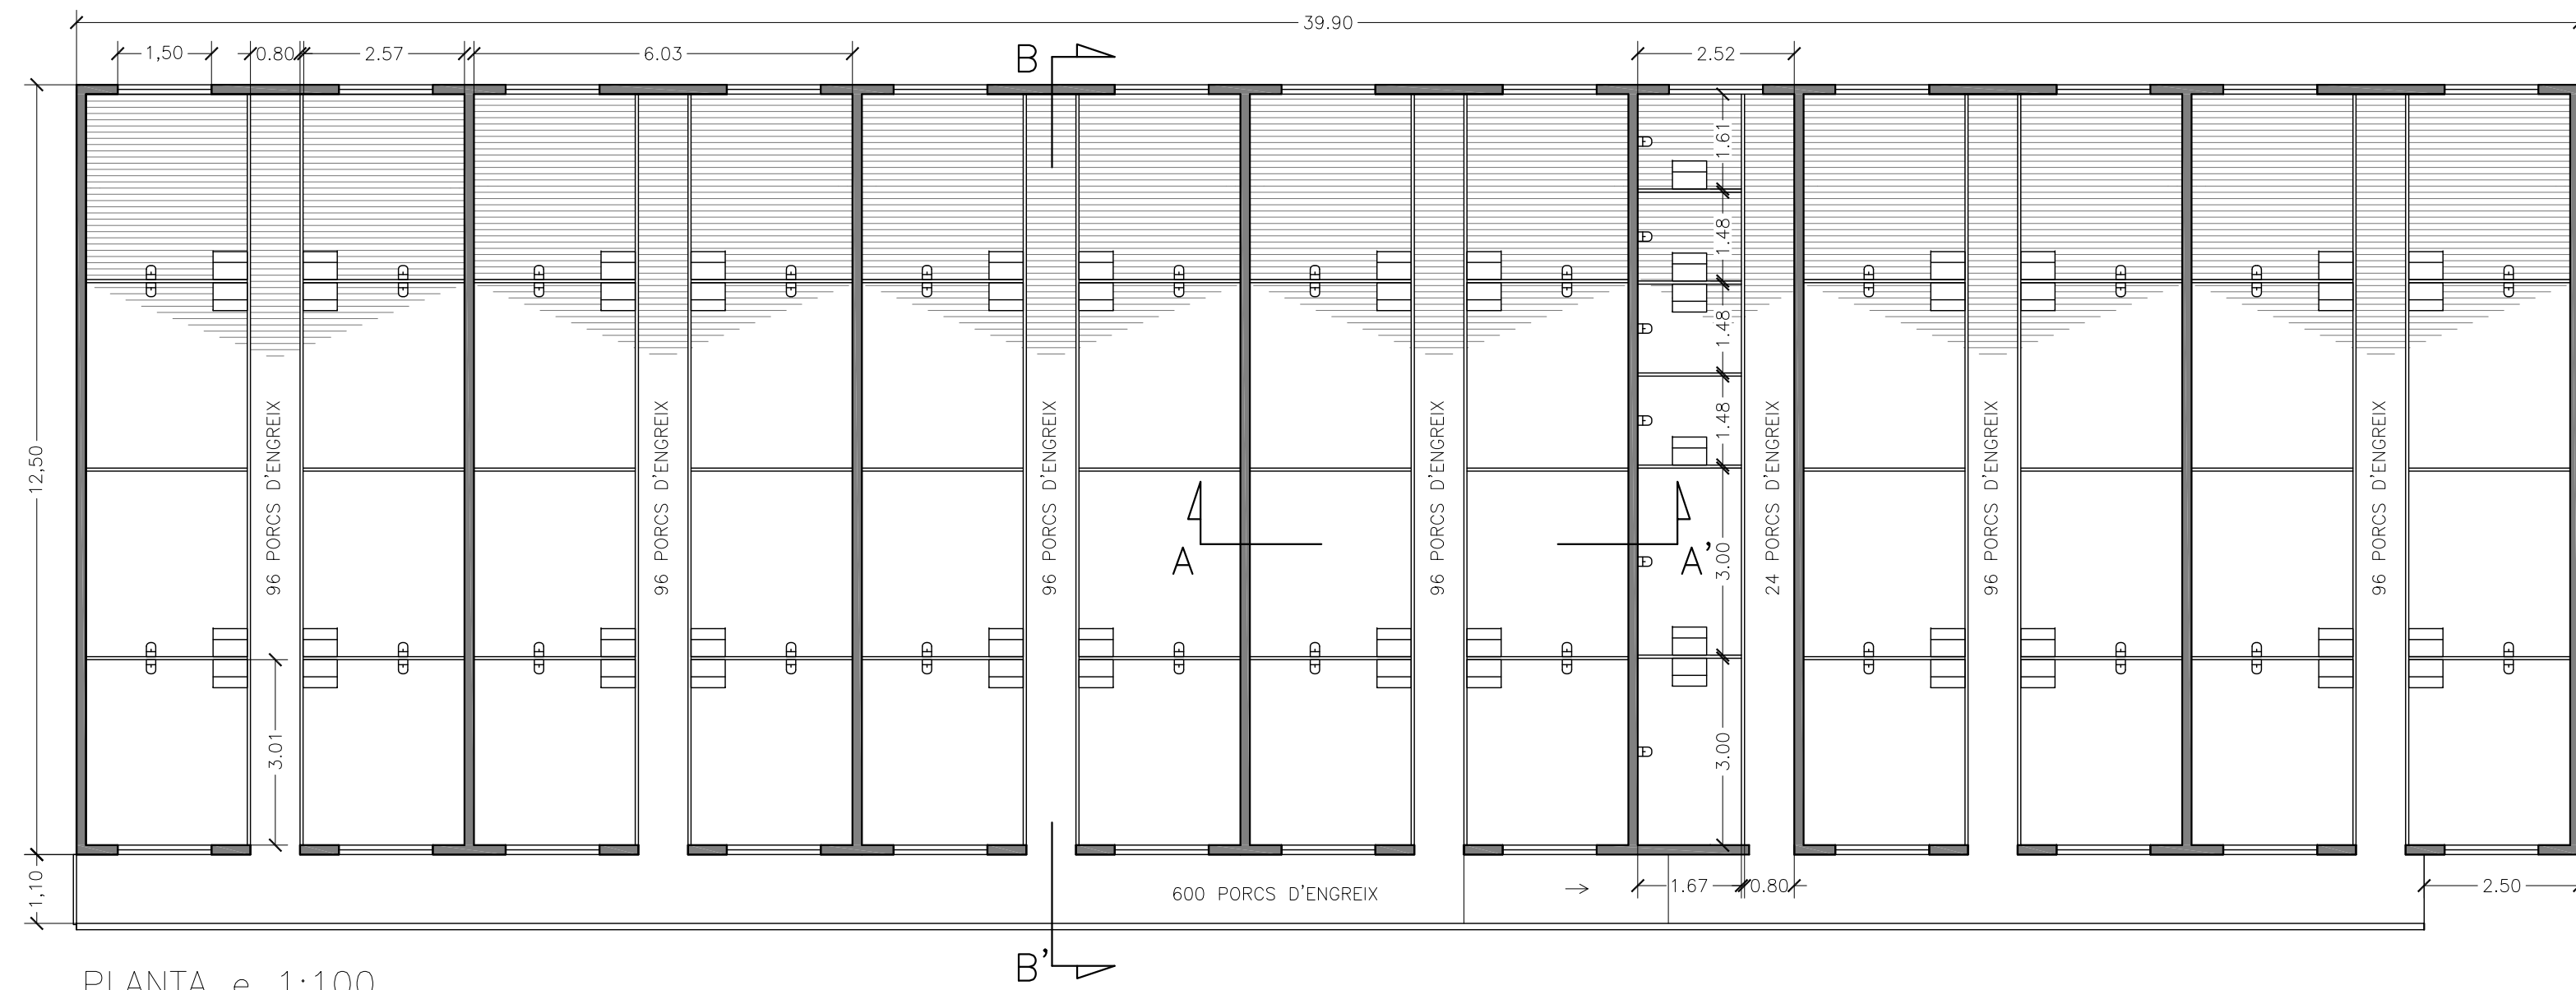 39.90
1,50
0.80
2.57
6.03
B
2.52
1.61
1.48
1.48
1.48
12,50
96 PORCS D'ENGREIX
96 PORCS D'ENGREIX
96 PORCS D'ENGREIX
96 PORCS D'ENGREIX
24 PORCS D'ENGREIX
96 PORCS D'ENGREIX
96 PORCS D'ENGREIX
A
A'
3.00
3.01
3.00
1,10
600 PORCS D'ENGREIX
1.67
0.80
2.50
B'
PLANTA e 1:100